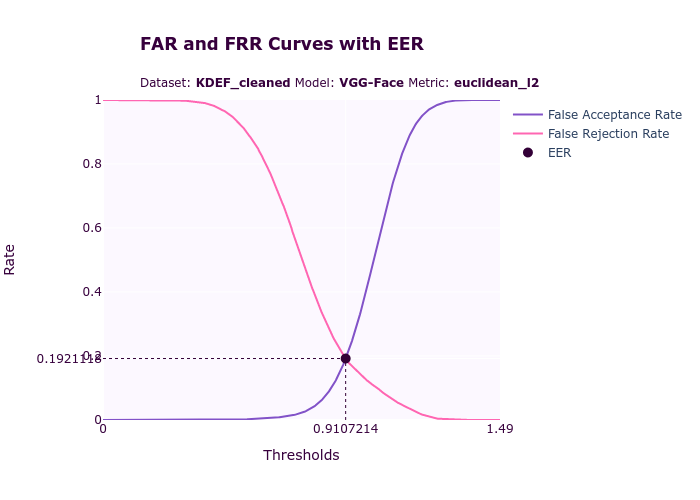 FAR and FRR Curves with EER
Dataset: KDEF_cleaned Model: VGG-Face Metric: euclidean_l2
False Acceptance Rate
False Rejection Rate
EER
Rate
1
0.8
0.6
0.4
0.2
0
0 0.9107214 1.49
Thresholds